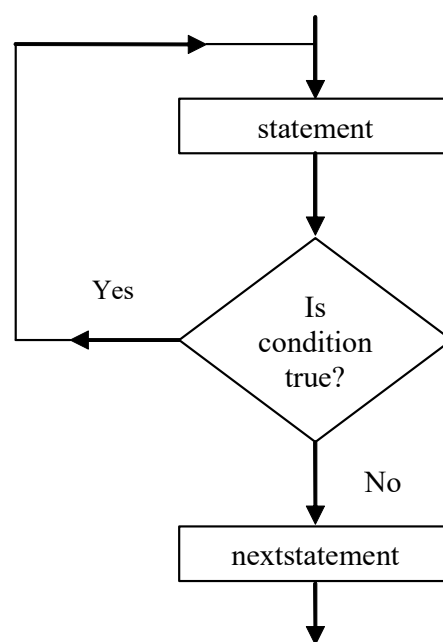 statement
Yes
Is
condition
true?
No
nextstatement